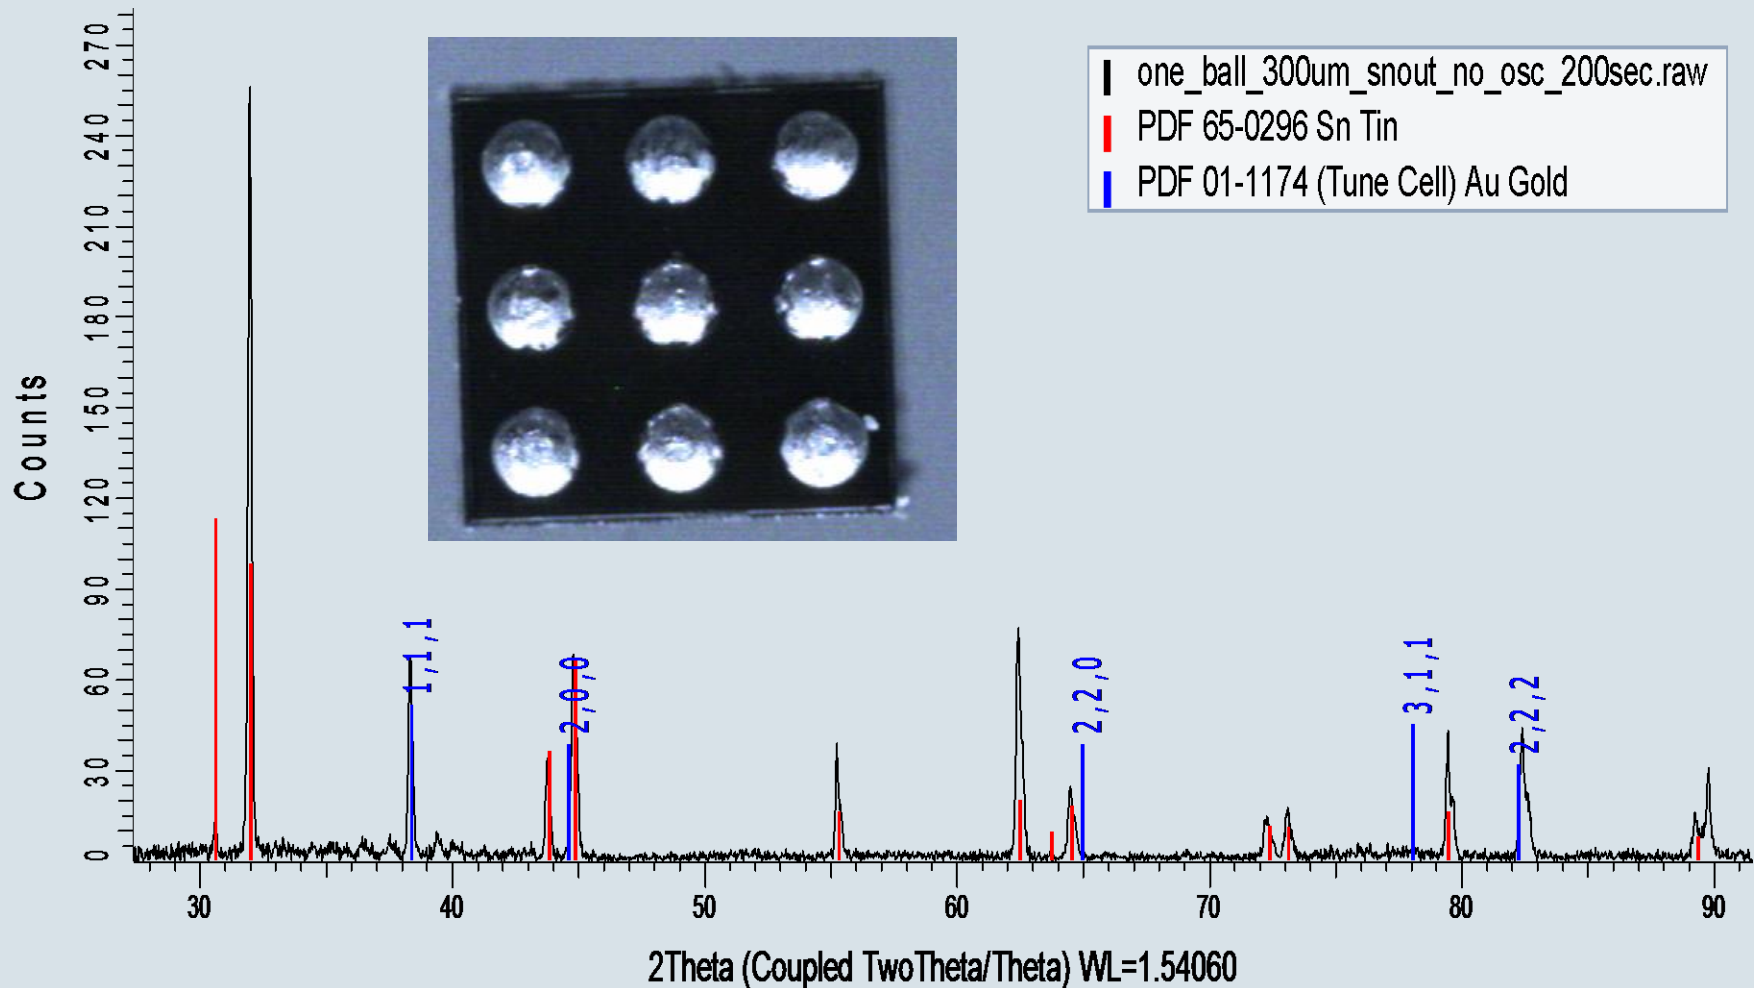 270
240
210
180
150
120
90
60
30
0
Counts
one_ball_300um_snout_no_osc_200sec.raw
PDF 65-0296 Sn Tin
PDF 01-1174 (Tune Cell) Au Gold
1,1,1
2,0,0
2,2,0
3,1,1
2,2,2
30 40 50 60 70 80 90
2Theta (Coupled TwoTheta/Theta) WL=1.54060